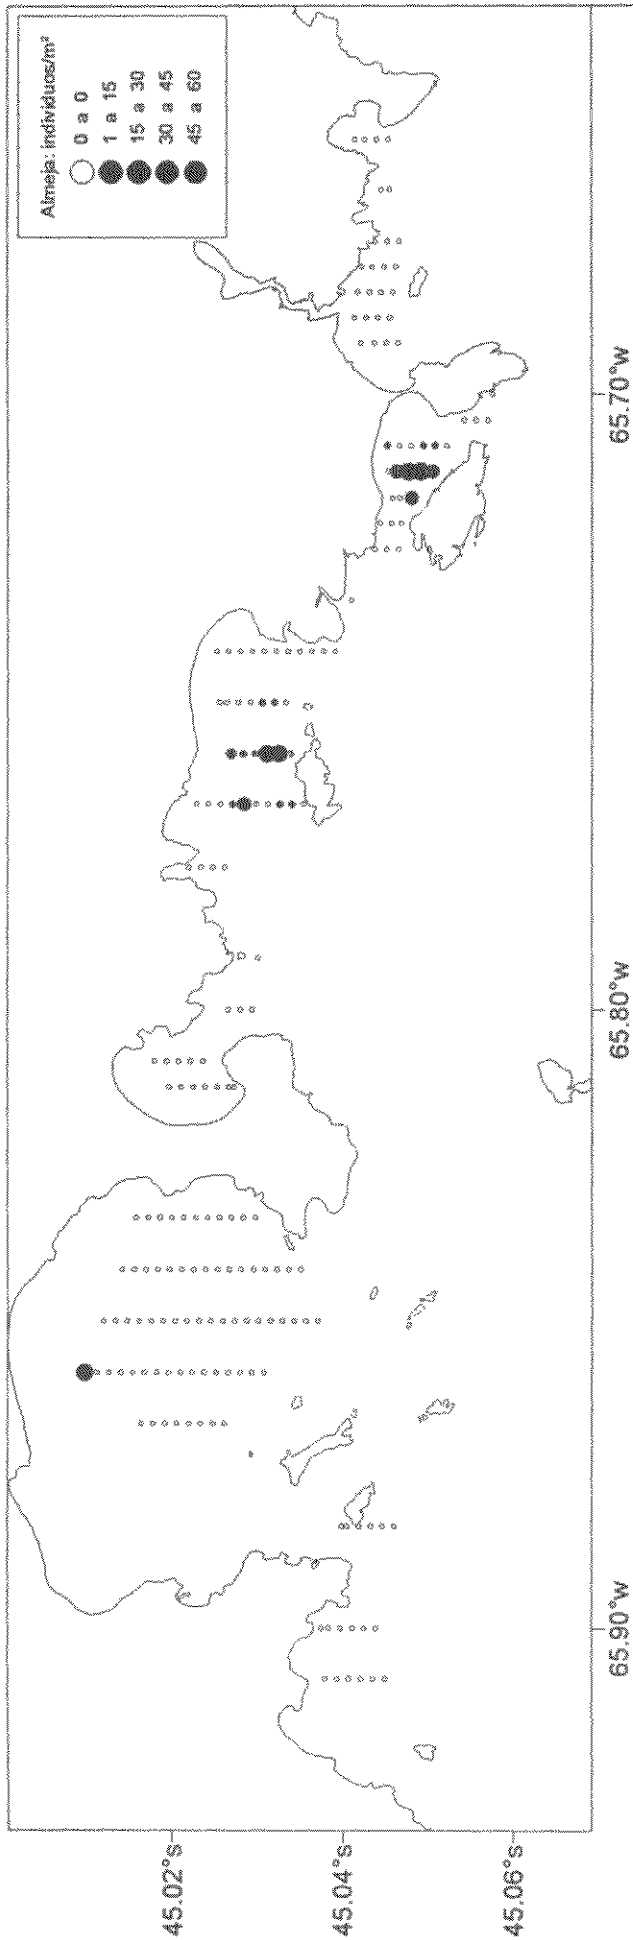 Almeja: individuos/m²
0 a 0
1 a 15
15 a 30
30 a 45
45 a 60
45.02°s
45.04°s
45.06°s
65.90°w
65.80°w
65.70°w